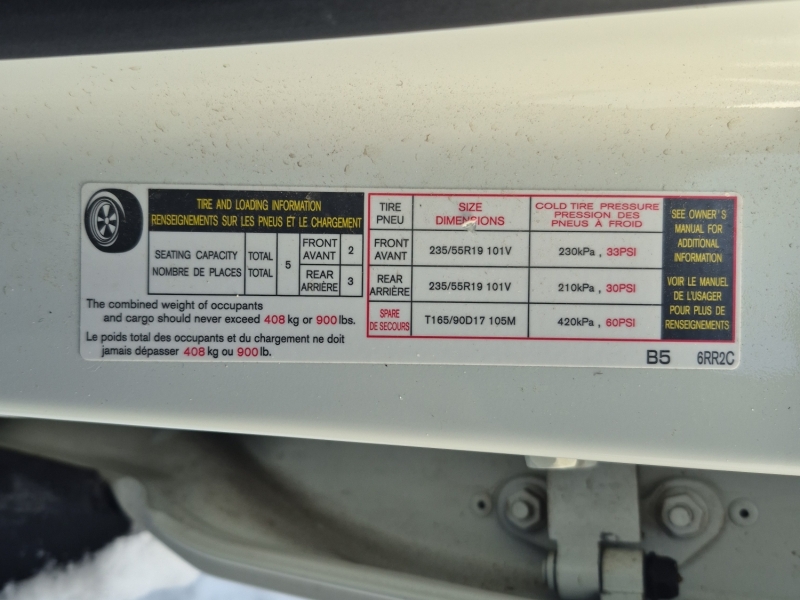 TIRE AND LOADING INFORMATION
RENSEIGNEMENTS SUR LES PNEUS ET LE CHARGEMENT
SEATING CAPACITY
NOMBRE DE PLACES
TOTAL
TOTAL
5
FRONT
AVANT
2
REAR
ARRIÈRE
3
The combined weight of occupants
and cargo should never exceed 408 kg or 900 lbs.
Le poids total des occupants et du chargement ne doit
jamais dépasser 408 kg ou 900 lb.
TIRE
PNEU
SIZE
DIMENSIONS
COLD TIRE PRESSURE
PRESSION DES
PNEUS À FROID
FRONT
AVANT
235/55R19 101V
230kPa , 33PSI
REAR
ARRIÈRE
235/55R19 101V
210kPa , 30PSI
SPARE
DE SECOURS
T165/90D17 105M
420kPa , 60PSI
SEE OWNER'S
MANUAL FOR
ADDITIONAL
INFORMATION
VOIR LE MANUEL
DE L'USAGER
POUR PLUS DE
RENSEIGNEMENTS
B5 6RR2C